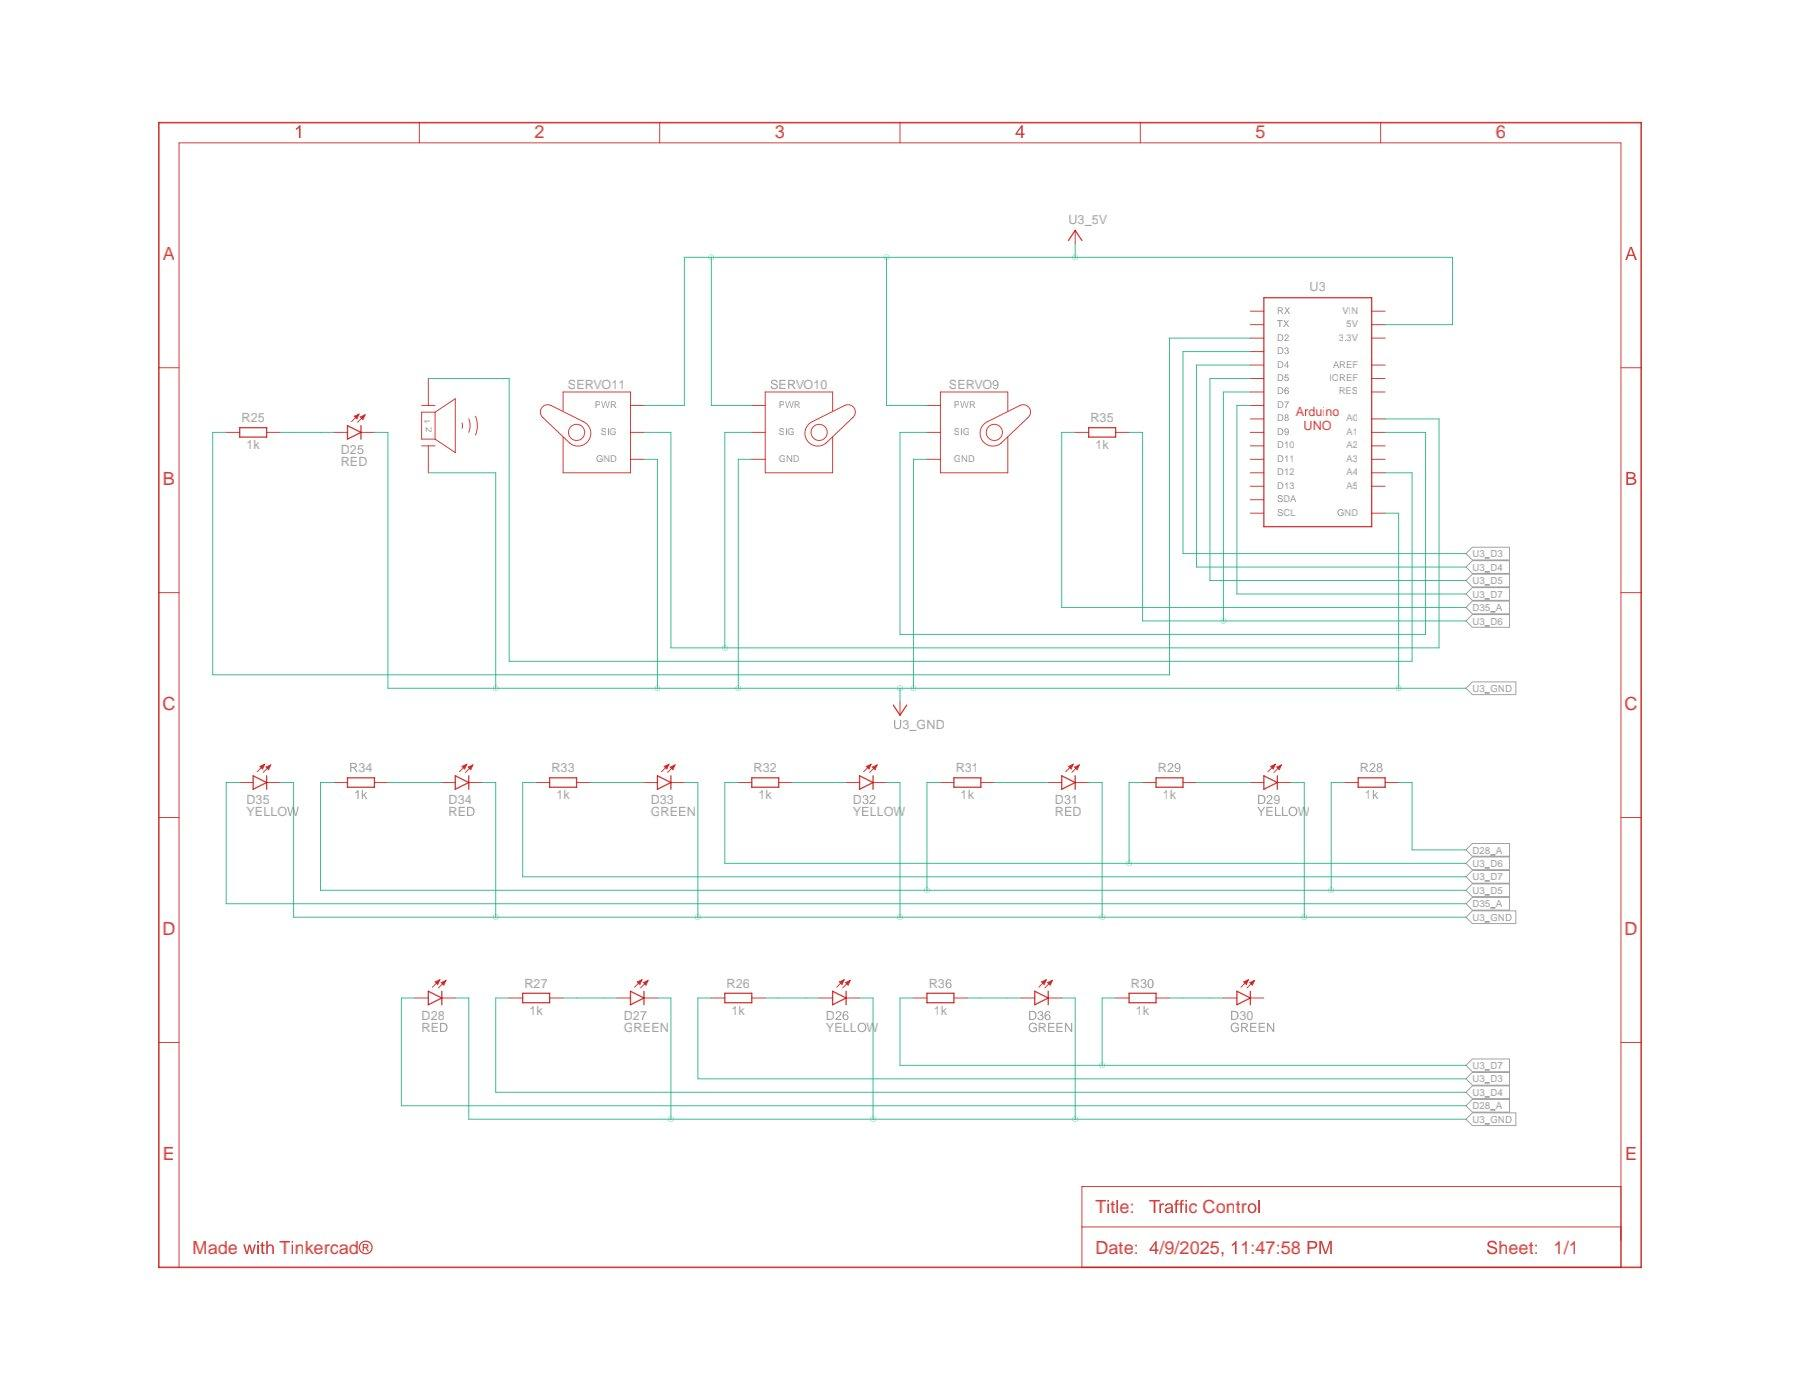 1 2 3 4 5 6
U3_5V
A A
U3
RX VIN
TX 5V
D2 3.3V
D3
D4 AREF
D5 IOREF
D6 RES
D7
D8 A0
D9 A1
D10 A2
D11 A3
D12 A4
D13 A5
SDA
SCL GND
Arduino
UNO
SERVO11 SERVO10 SERVO9
PWR PWR PWR
SIG SIG SIG
GND GND GND
R25
1k
D25
RED
1 2
R35
1k
B B
U3_D3
U3_D4
U3_D5
U3_D7
D35_A
U3_D6
U3_GND
C C
U3_GND
R34 R33 R32 R31 R29 R28
1k 1k 1k 1k 1k 1k
D35 D34 D33 D32 D31 D29
YELLOW RED GREEN YELLOW RED YELLOW
D28_A
U3_D6
U3_D7
U3_D5
D35_A
U3_GND
D D
R27 R26 R36 R30
1k 1k 1k 1k
D28 D27 D26 D36 D30
RED GREEN YELLOW GREEN GREEN
U3_D7
U3_D3
U3_D4
D28_A
U3_GND
E E
Title: Traffic Control
Made with Tinkercad®
Date: 4/9/2025, 11:47:58 PM Sheet: 1/1